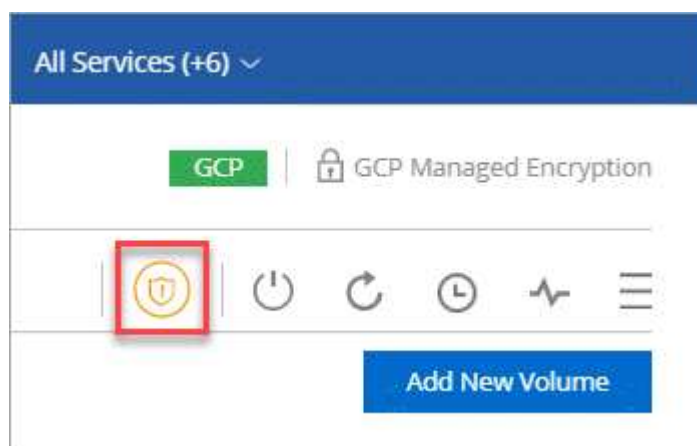 All Services (+6)
GCP
GCP Managed Encryption
Add New Volume